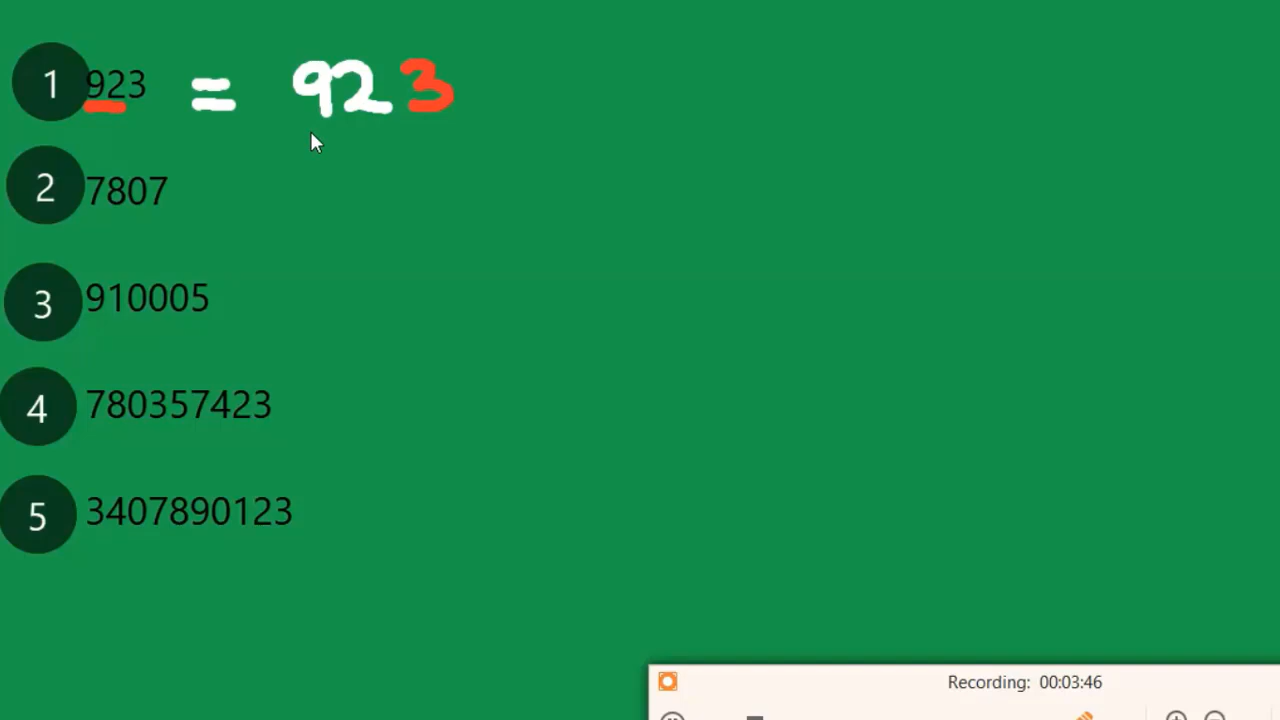 1 923 = 923
2 7807
3 910005
4 780357423
5 3407890123
Recording: 00:03:46